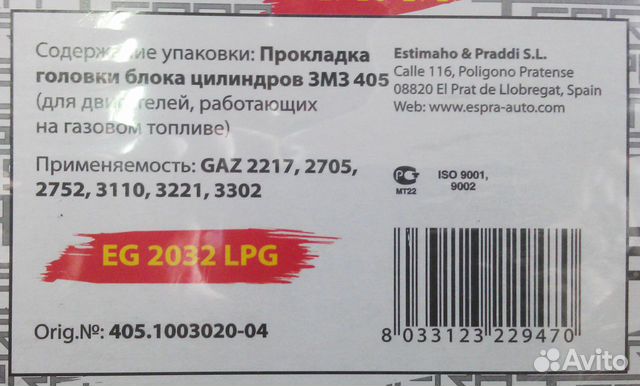 Содержание упаковки: Прокладка
головки блока цилиндров ЗМЗ 405
(для двигателей, работающих
на газовом топливе)
Применяемость: GAZ 2217, 2705,
2752, 3110, 3221, 3302
EG 2032 LPG
Orig.№: 405.1003020-04
Estimaho & Praddi S.L.
Calle 116, Poligono Pratense
08820 El Prat de Llobregat, Spain
Web: www.espra-auto.com
МТ22
ISO 9001,
9002
8 033123 229470
Avito